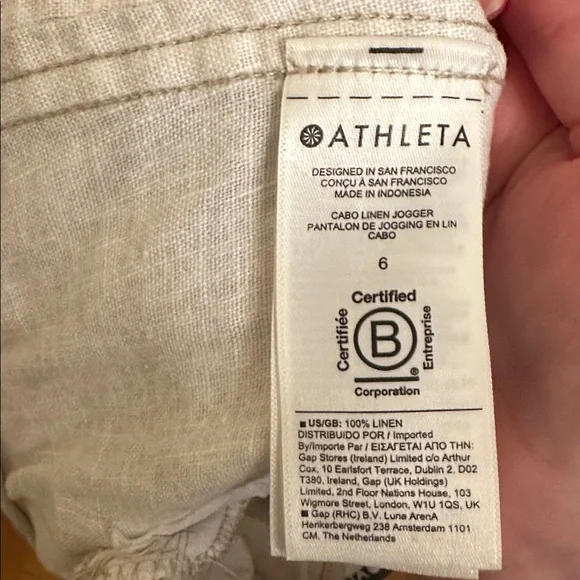 ATHLETA
DESIGNED IN SAN FRANCISCO
CONÇU À SAN FRANCISCO
MADE IN INDONESIA
CABO LINEN JOGGER
PANTALON DE JOGGING EN LIN
CABO
6
Certified
Certifiée
B
Entreprise
®
Corporation
■ US/GB: 100% LINEN
DISTRIBUIDO POR / Imported
By/Importe Par / ΕΙΣΑΓΕΤΑΙ ΑΠΟ ΤΗΝ:
Gap Stores (Ireland) Limited c/o Arthur
Cox, 10 Earlsfort Terrace, Dublin 2, D02
T380, Ireland, Gap (UK Holdings)
Limited, 2nd Floor Nations House, 103
Wigmore Street, London, W1U 1QS, UK
■ Gap (RHC) B.V. Luna ArenA
Herikerbergweg 238 Amsterdam 1101
CM. The Netherlands